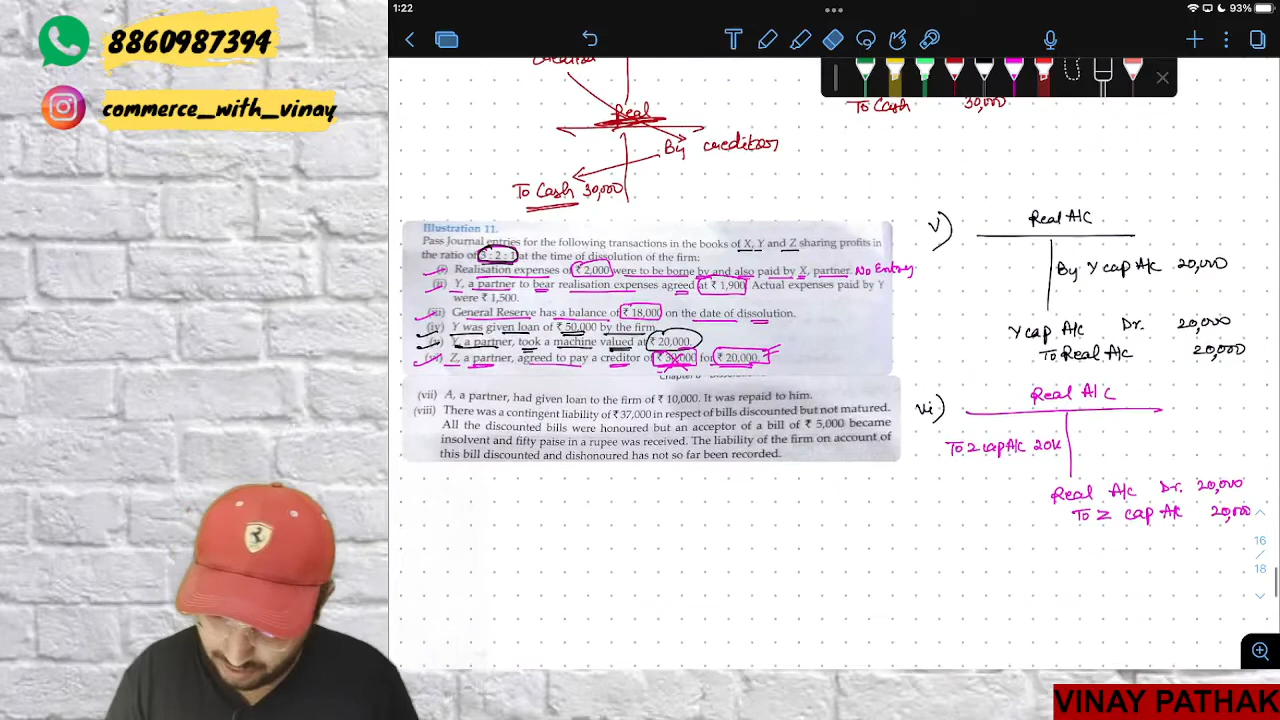 8860987394
commerce_with_vinay
1:22
93%
To Cash 30,000
Real
By creditors
To Cash 30,000
Illustration 11.
Pass Journal entries for the following transactions in the books of X, Y and Z sharing profits in
the ratio of 3 : 2 : 1 at the time of dissolution of the firm:
(i) Realisation expenses of ₹ 2,000 were to be borne by and also paid by X, partner. No Entry
(ii) Y, a partner to bear realisation expenses agreed at ₹ 1,900. Actual expenses paid by Y
were ₹ 1,500.
(iii) General Reserve has a balance of ₹ 18,000 on the date of dissolution.
(iv) Y was given loan of ₹ 50,000 by the firm.
(v) Y, a partner, took a machine valued at ₹ 20,000.
(vi) Z, a partner, agreed to pay a creditor of ₹ 30,000 for ₹ 20,000.
(vii) A, a partner, had given loan to the firm of ₹ 10,000. It was repaid to him.
(viii) There was a contingent liability of ₹ 37,000 in respect of bills discounted but not matured.
All the discounted bills were honoured but an acceptor of a bill of ₹ 5,000 became
insolvent and fifty paise in a rupee was received. The liability of the firm on account of
this bill discounted and dishonoured has not so far been recorded.
v)
Real A/c
By Y cap A/c 20,000
Y cap A/c Dr. 20,000
To Real A/c 20,000
vi)
Real A/c
To Z cap A/c 20k
Real A/c Dr. 20,000
To Z cap A/c 20,000
16
/
18
VINAY PATHAK